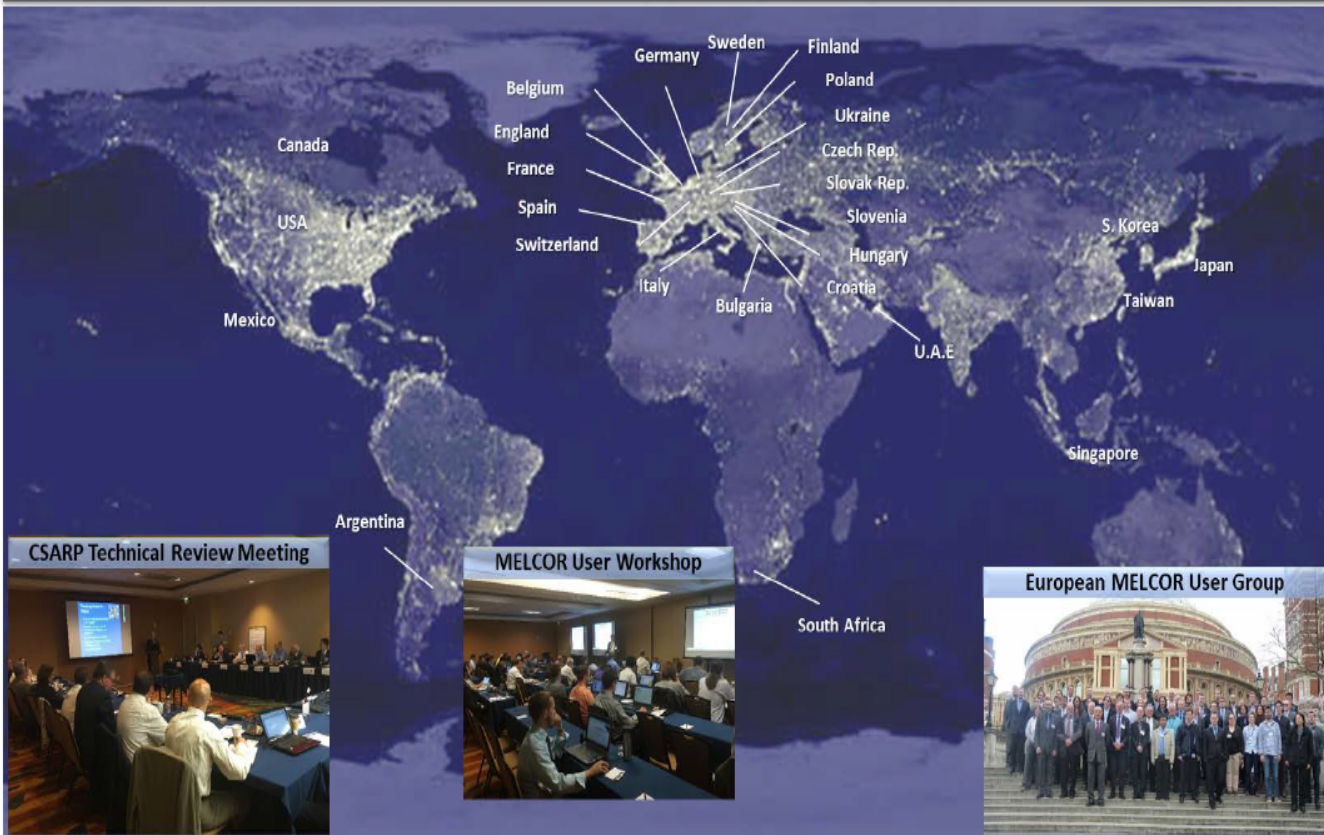 Sweden
Finland
Germany
Poland
Belgium
Ukraine
England
Czech Rep.
Canada
France
Slovak Rep.
Spain
Slovenia
USA
S. Korea
Switzerland
Hungary
Japan
Italy
Croatia
Bulgaria
Taiwan
Mexico
U.A.E
Singapore
Argentina
CSARP Technical Review Meeting
MELCOR User Workshop
European MELCOR User Group
South Africa